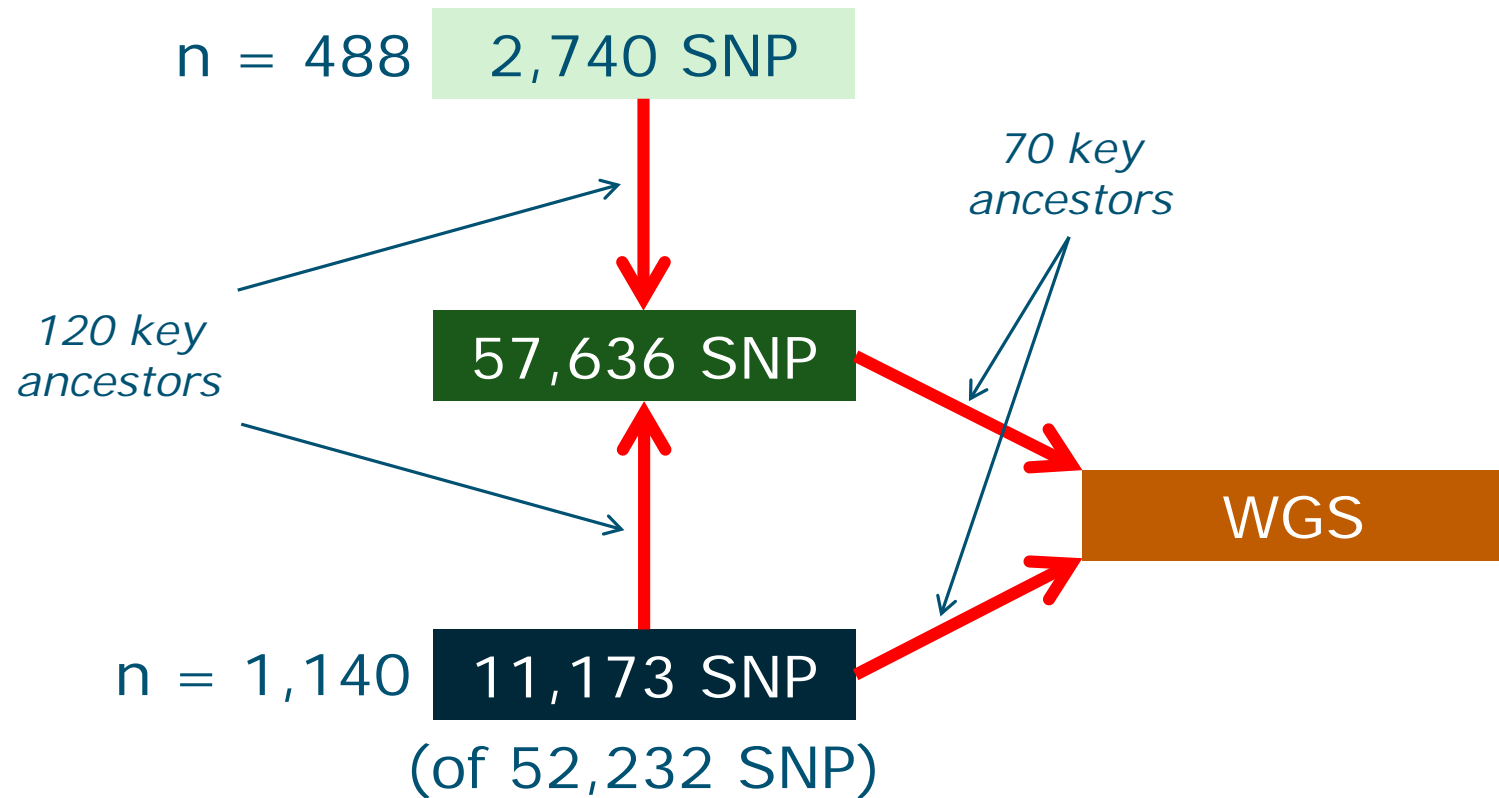 n = 488
2,740 SNP
70 key
ancestors
120 key
ancestors
57,636 SNP
WGS
n = 1,140
11,173 SNP
(of 52,232 SNP)